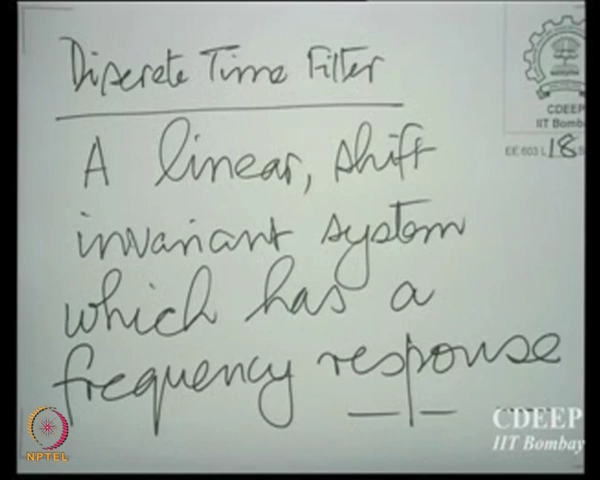 Discrete Time Filter
A linear, shift
invariant system
which has a
frequency response
CDEEP
IIT Bomb
EE 603 L 18 S
NPTEL
CDEEP
IIT Bombay